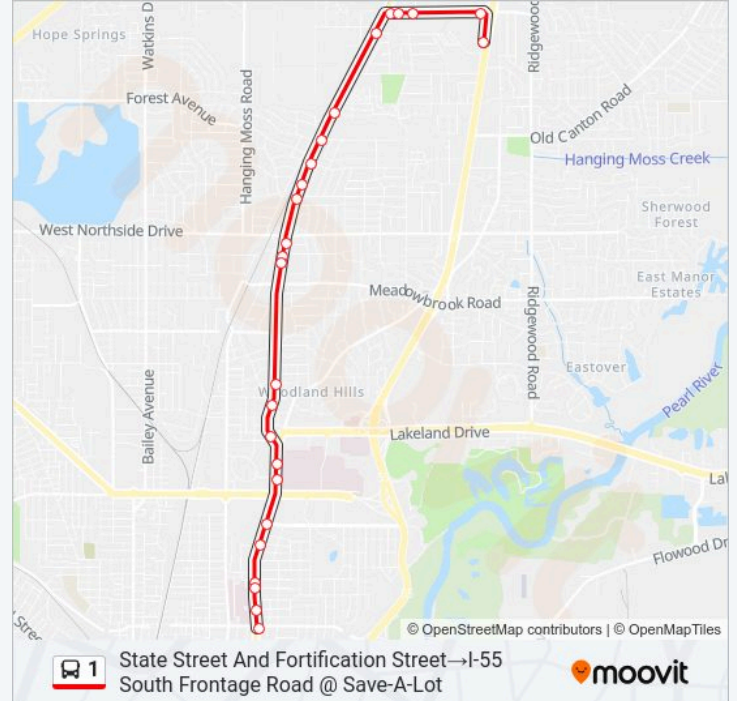 Hope Springs
Watkins D
Ridgewood
Forest Avenue
Hanging Moss Road
Old Canton Road
Hanging Moss Creek
Sherwood
Forest
West Northside Drive
East Manor
Estates
Meadowbrook Road
Ridgewood Road
Eastover
Bailey Avenue
Woodland Hills
Pearl River
Lakeland Drive
Lal
Flowood Dr
Stree
© OpenStreetMap contributors | © OpenMapTiles
1
State Street And Fortification Street→I-55
South Frontage Road @ Save-A-Lot
moovit